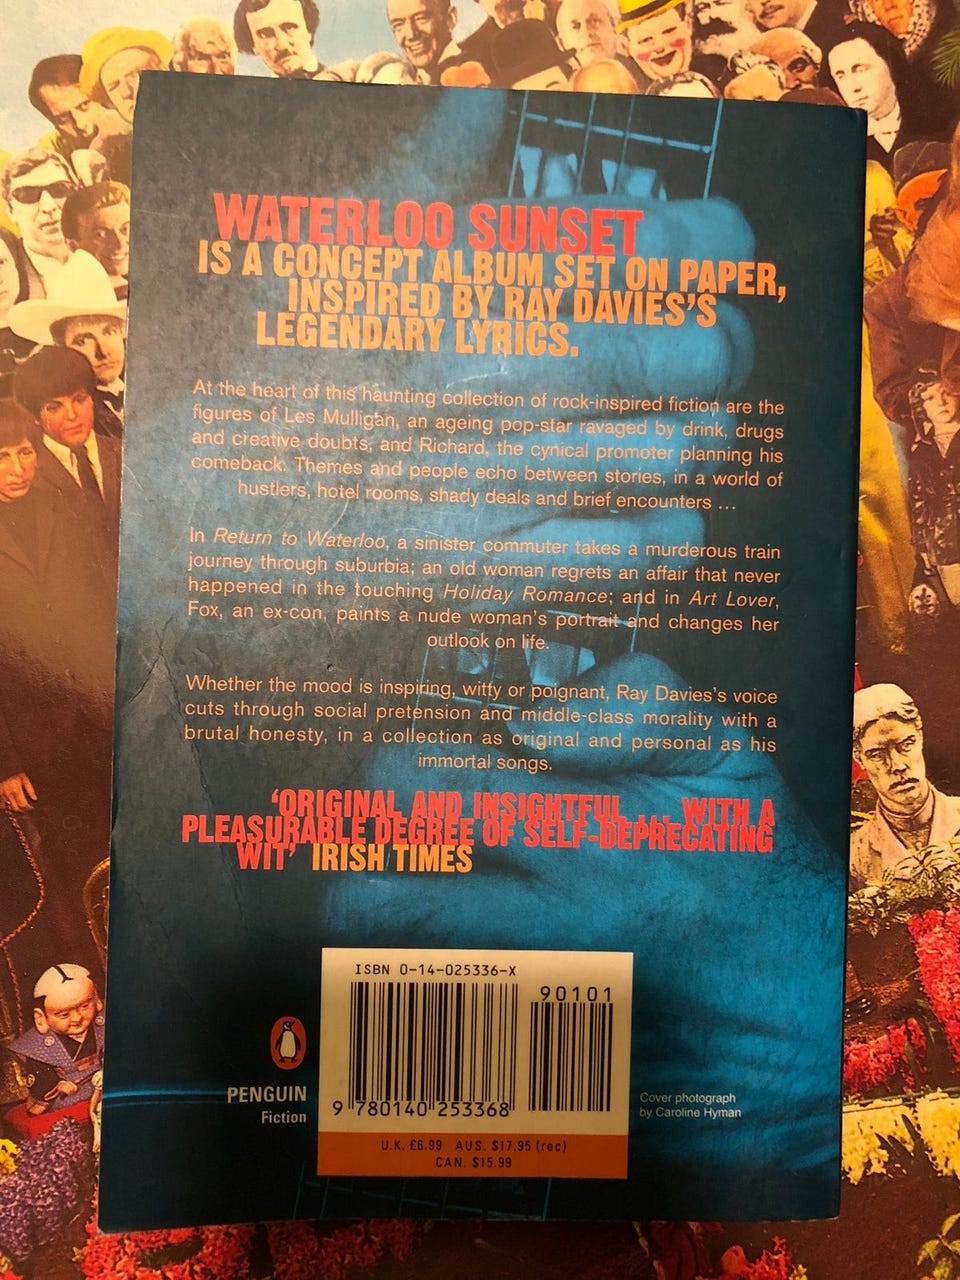 WATERLOO SUNSET
IS A CONCEPT ALBUM SET ON PAPER,
INSPIRED BY RAY DAVIES'S
LEGENDARY LYRICS.
At the heart of this haunting collection of rock-inspired fiction are the
figures of Les Mulligan, an ageing pop-star ravaged by drink, drugs
and creative doubts, and Richard, the cynical promoter planning his
comeback. Themes and people echo between stories, in a world of
hustlers, hotel rooms, shady deals and brief encounters ...
In Return to Waterloo, a sinister commuter takes a murderous train
journey through suburbia; an old woman regrets an affair that never
happened in the touching Holiday Romance; and in Art Lover,
Fox, an ex-con, paints a nude woman's portrait and changes her
outlook on life.
Whether the mood is inspiring, witty or poignant, Ray Davies's voice
cuts through social pretension and middle-class morality with a
brutal honesty, in a collection as original and personal as his
immortal songs.
'ORIGINAL AND INSIGHTFUL ... WITH A
PLEASURABLE DEGREE OF SELF-DEPRECATING
WIT' IRISH TIMES
ISBN 0-14-025336-X
90101
9 780140 253368
PENGUIN
Fiction
Cover photograph
by Caroline Hyman
U.K. £6.99 AUS. $17.95 (rec)
CAN. $15.99